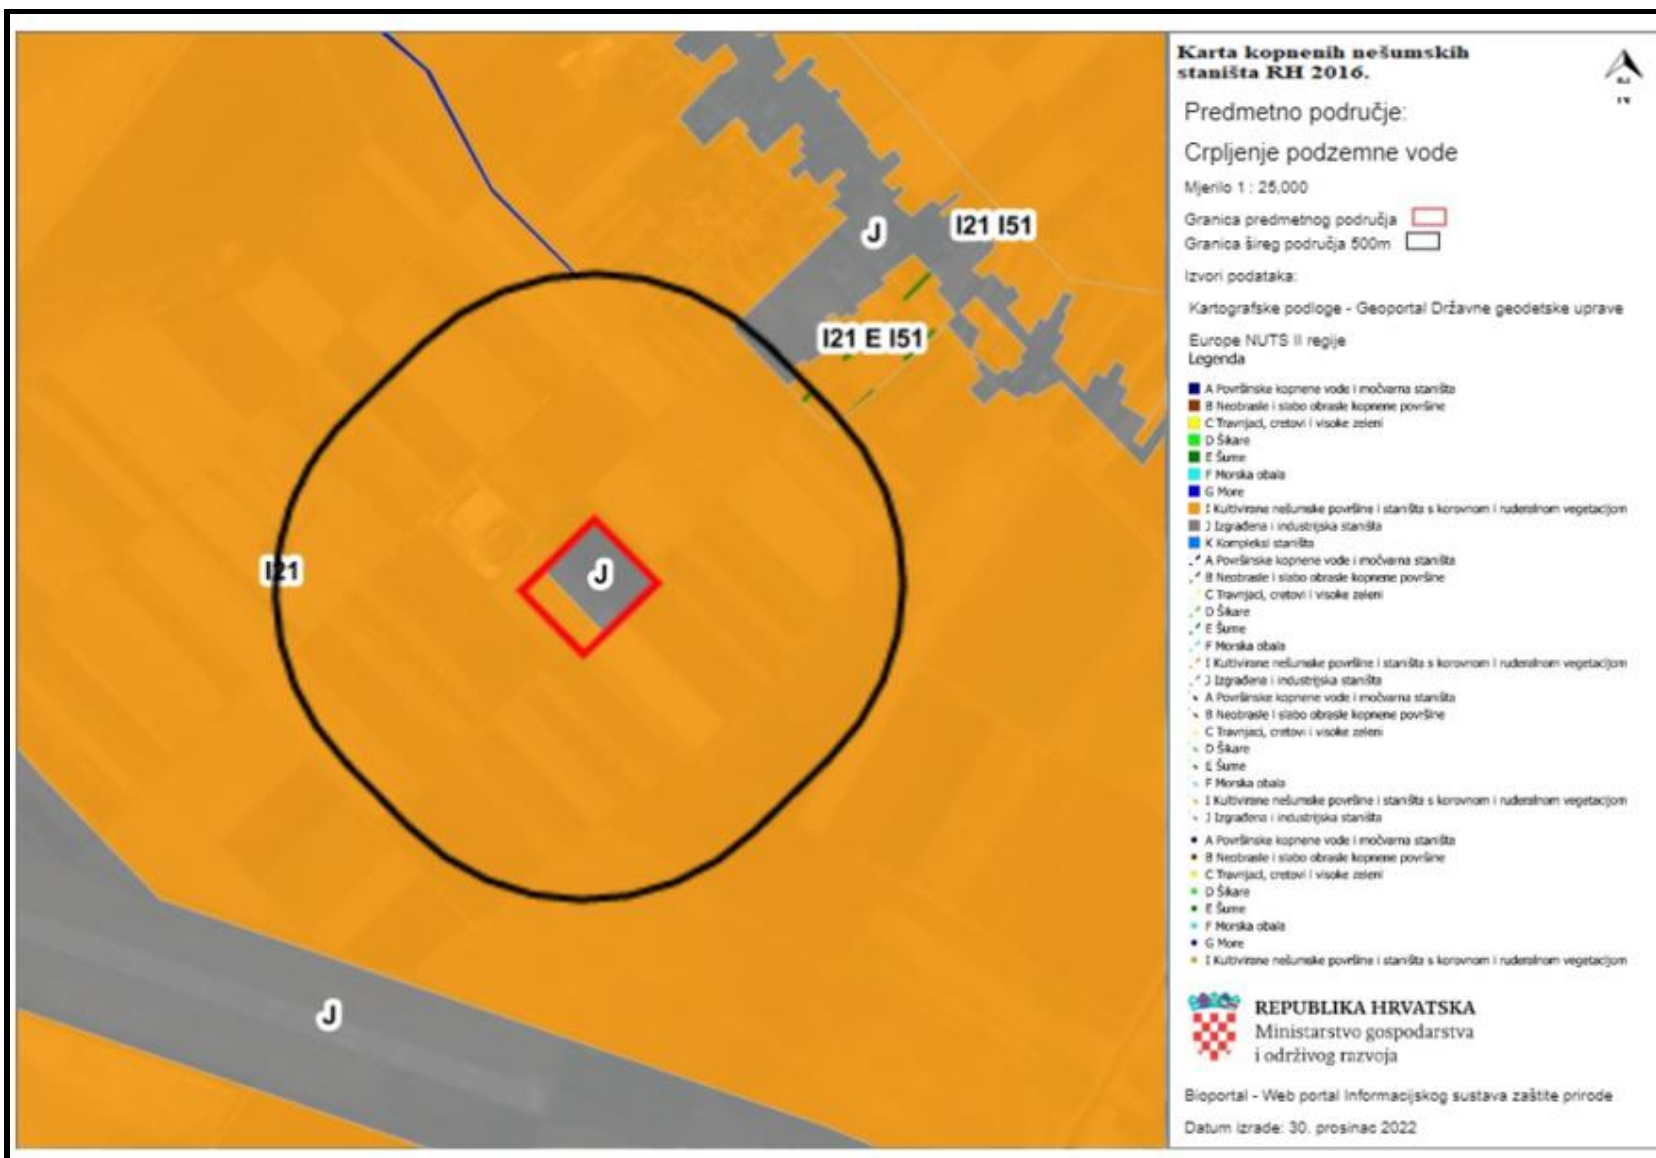 J
I21 I51
I21 E I51
I21
J
J
Karta kopnenih nešumskih
staništa RH 2016.
Predmetno područje:
Crpljenje podzemne vode
Mjerilo 1 : 25,000
Granica predmetnog područja
Granica šireg područja 500m
Izvori podataka:
Kartografske podloge - Geoportal Državne geodetske uprave
Europe NUTS II regije
Legenda
A Površinske kopnene vode i močvarna staništa
B Neobrasle i slabo obrasle kopnene površine
C Travnjaci, cretovi i visoke zeleni
D Šikare
E Šume
F Morska obala
G More
I Kultivirane nešumske površine i staništa s korovnom i ruderalnom vegetacijom
J Izgrađena i industrijska staništa
K Kompleksi staništa
A Površinske kopnene vode i močvarna staništa
B Neobrasle i slabo obrasle kopnene površine
C Travnjaci, cretovi i visoke zeleni
D Šikare
E Šume
F Morska obala
I Kultivirane nešumske površine i staništa s korovnom i ruderalnom vegetacijom
J Izgrađena i industrijska staništa
A Površinske kopnene vode i močvarna staništa
B Neobrasle i slabo obrasle kopnene površine
C Travnjaci, cretovi i visoke zeleni
D Šikare
E Šume
F Morska obala
I Kultivirane nešumske površine i staništa s korovnom i ruderalnom vegetacijom
J Izgrađena i industrijska staništa
A Površinske kopnene vode i močvarna staništa
B Neobrasle i slabo obrasle kopnene površine
C Travnjaci, cretovi i visoke zeleni
D Šikare
E Šume
F Morska obala
G More
I Kultivirane nešumske površine i staništa s korovnom i ruderalnom vegetacijom
REPUBLIKA HRVATSKA
Ministarstvo gospodarstva
i održivog razvoja
Bioportal - Web portal Informacijskog sustava zaštite prirode
Datum izrade: 30. prosinac 2022